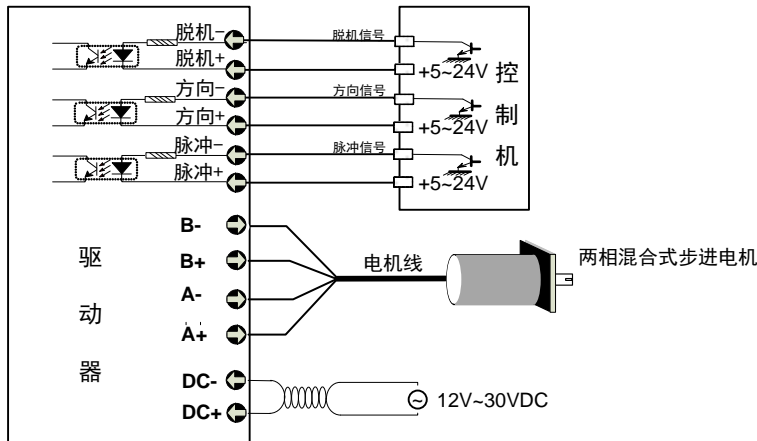 脱机−
脱机信号
脱机+
+5~24V
方向−
方向信号
方向+
+5~24V
脉冲−
脉冲信号
脉冲+
+5~24V
控制机
B-
B+
A-
A+
驱动器
电机线
两相混合式步进电机
DC-
DC+
12V~30VDC